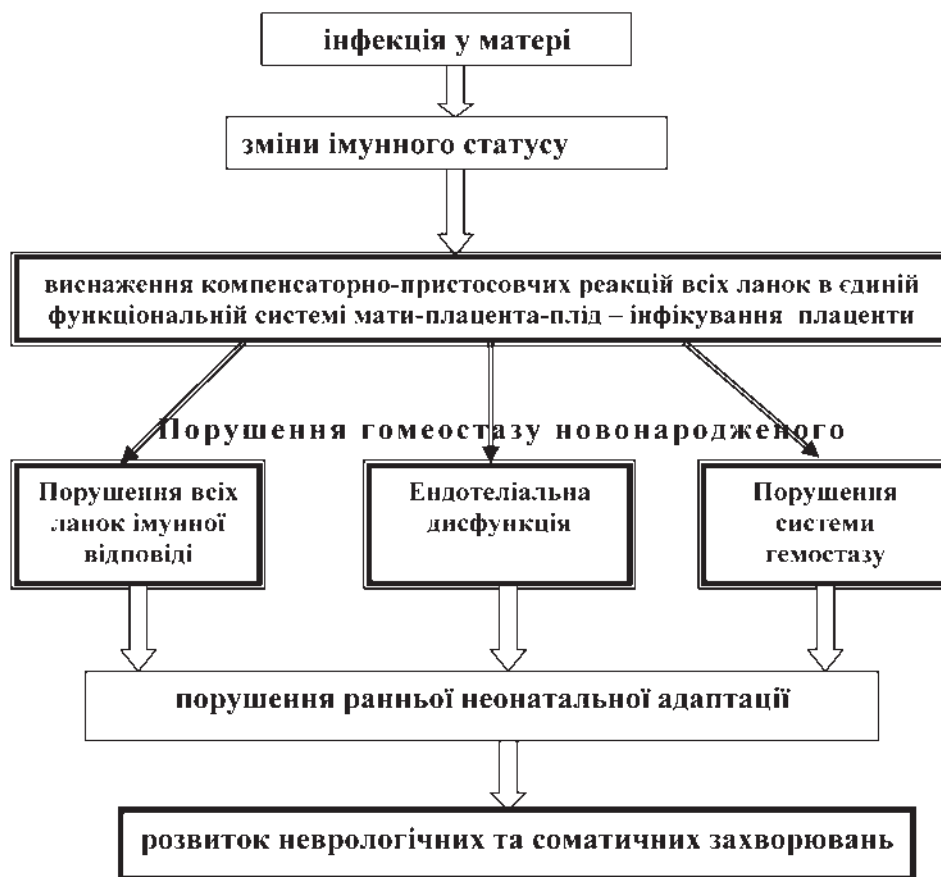 інфекція у матері
зміни імунного статусу
виснаження компенсаторно-пристосовчих реакцій всіх ланок в єдиній
функціональній системі мати-плацента-плід – інфікування плаценти
Порушення гомеостазу новонародженого
Порушення всіх
ланок імунної
відповіді
Ендотеліальна
дисфункція
Порушення
системи
гемостазу
порушення ранньої неонатальної адаптації
розвиток неврологічних та соматичних захворювань